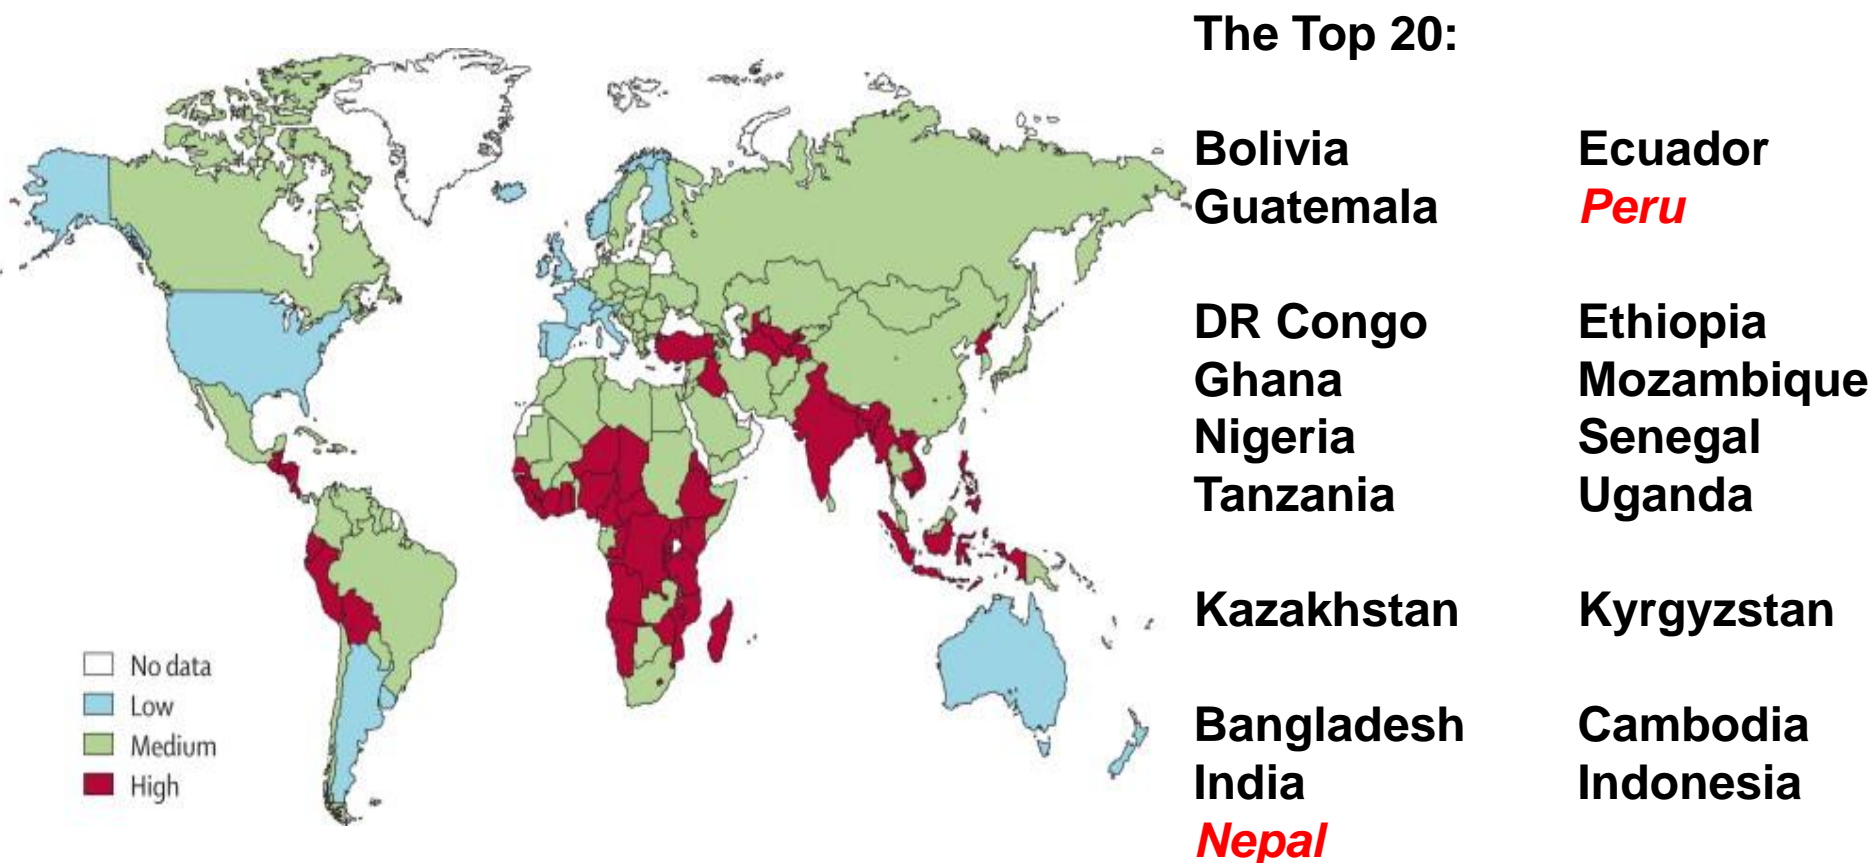 The Top 20:
Bolivia Ecuador
Guatemala Peru
DR Congo Ethiopia
Ghana Mozambique
Nigeria Senegal
Tanzania Uganda
Kazakhstan Kyrgyzstan
Bangladesh Cambodia
India Indonesia
Nepal
No data
Low
Medium
High